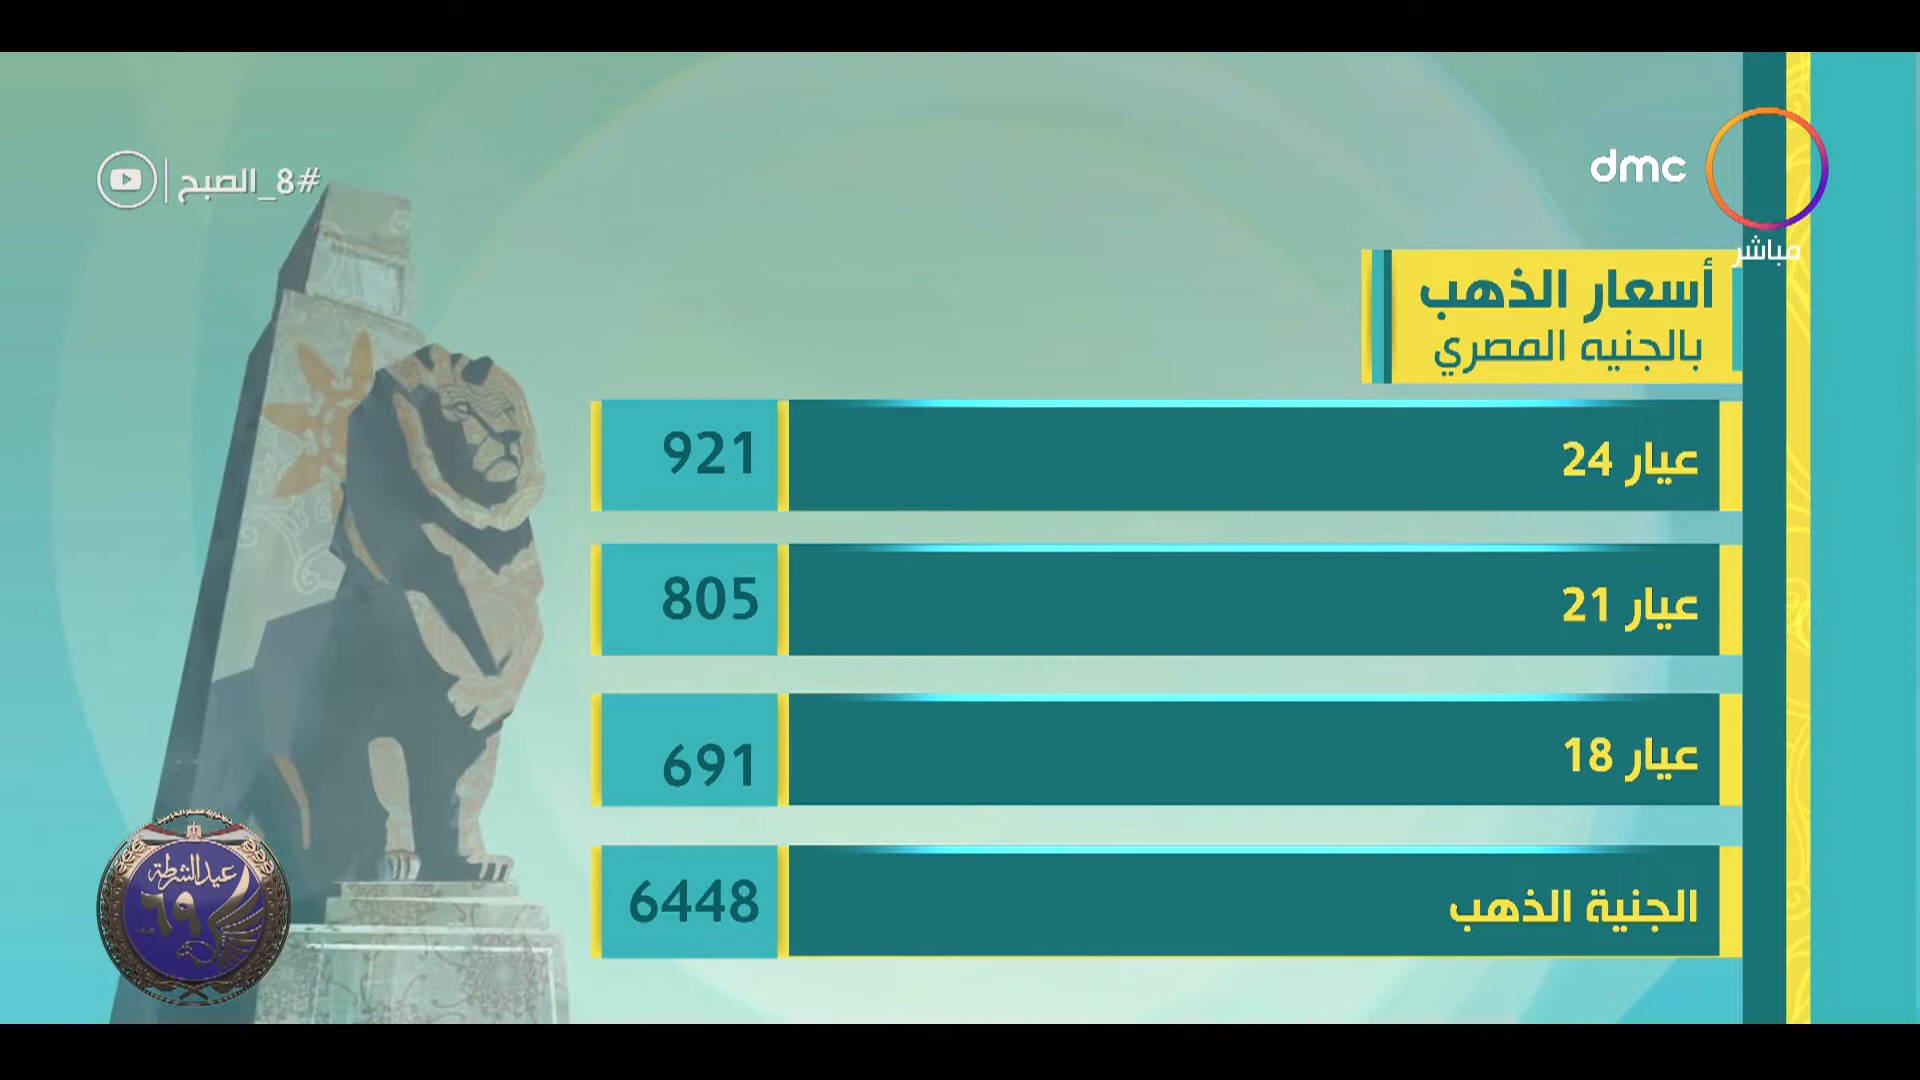 #8_الصبح
dmc
مباشر
أسعار الذهب
بالجنيه المصري
عيار 24
921
عيار 21
805
عيار 18
691
الجنية الذهب
6448
عيد الشرطة
٦٩